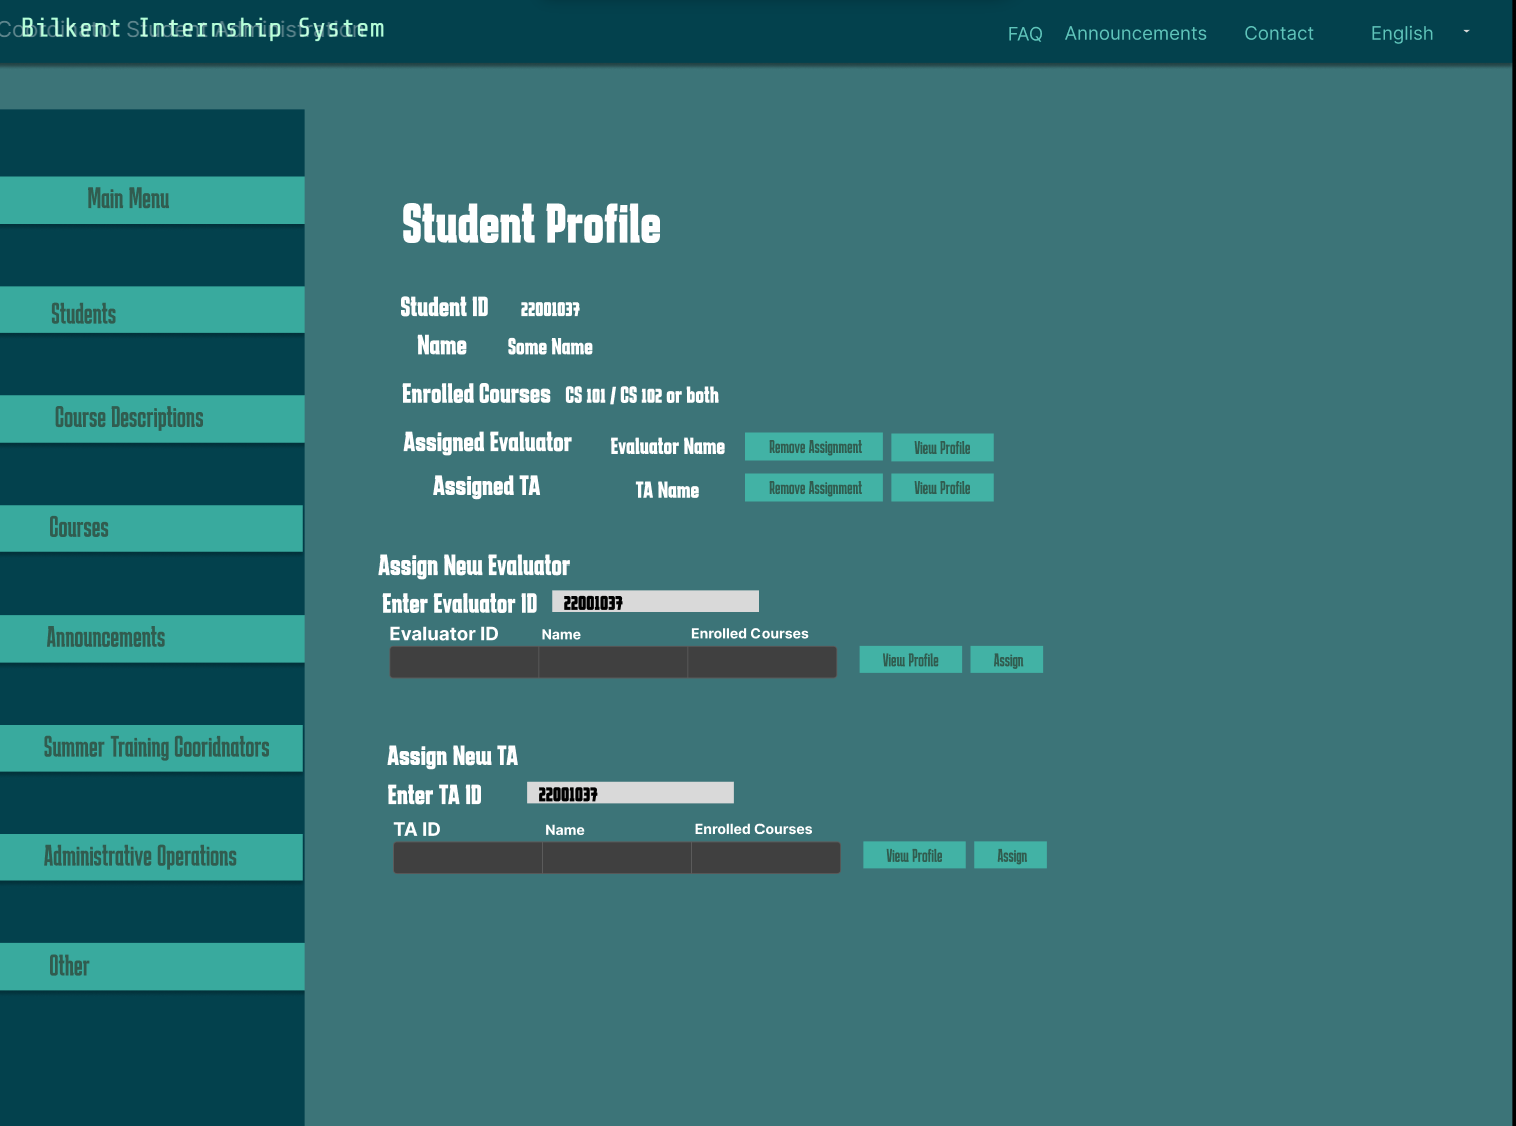 Bilkent Internship System
Coordinator Student Administration
FAQ Announcements Contact English
Main Menu
Students
Course Descriptions
Courses
Announcements
Summer Training Cooridnators
Administrative Operations
Other
Student Profile
Student ID 22001037
Name Some Name
Enrolled Courses CS 101 / CS 102 or both
Assigned Evaluator Evaluator Name Remove Assignment View Profile
Assigned TA TA Name Remove Assignment View Profile
Assign New Evaluator
Enter Evaluator ID 22001037
Evaluator ID Name Enrolled Courses
View Profile Assign
Assign New TA
Enter TA ID 22001037
TA ID Name Enrolled Courses
View Profile Assign